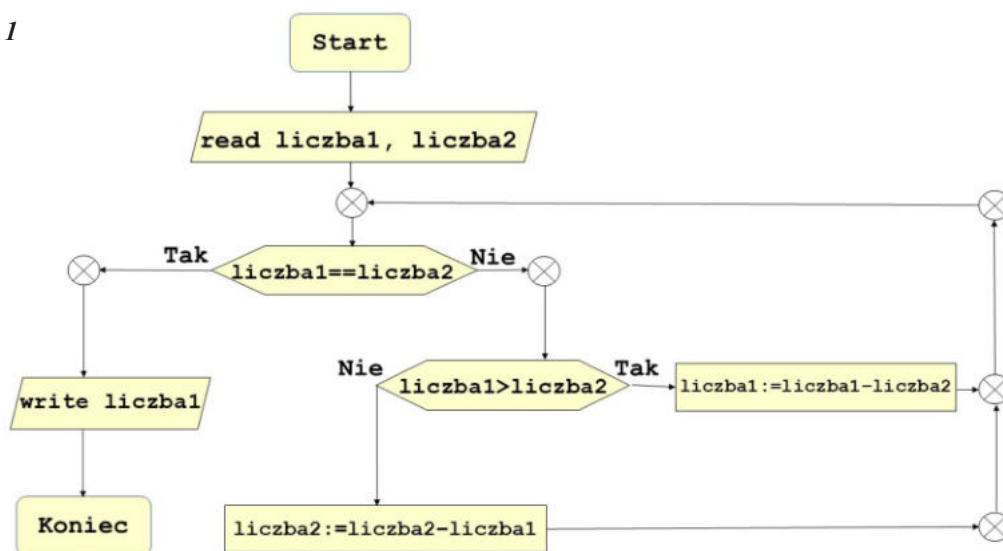 1
Start
read liczba1, liczba2
Tak
liczba1==liczba2
Nie
Nie
liczba1>liczba2
Tak
liczba1:=liczba1-liczba2
write liczba1
Koniec
liczba2:=liczba2-liczba1